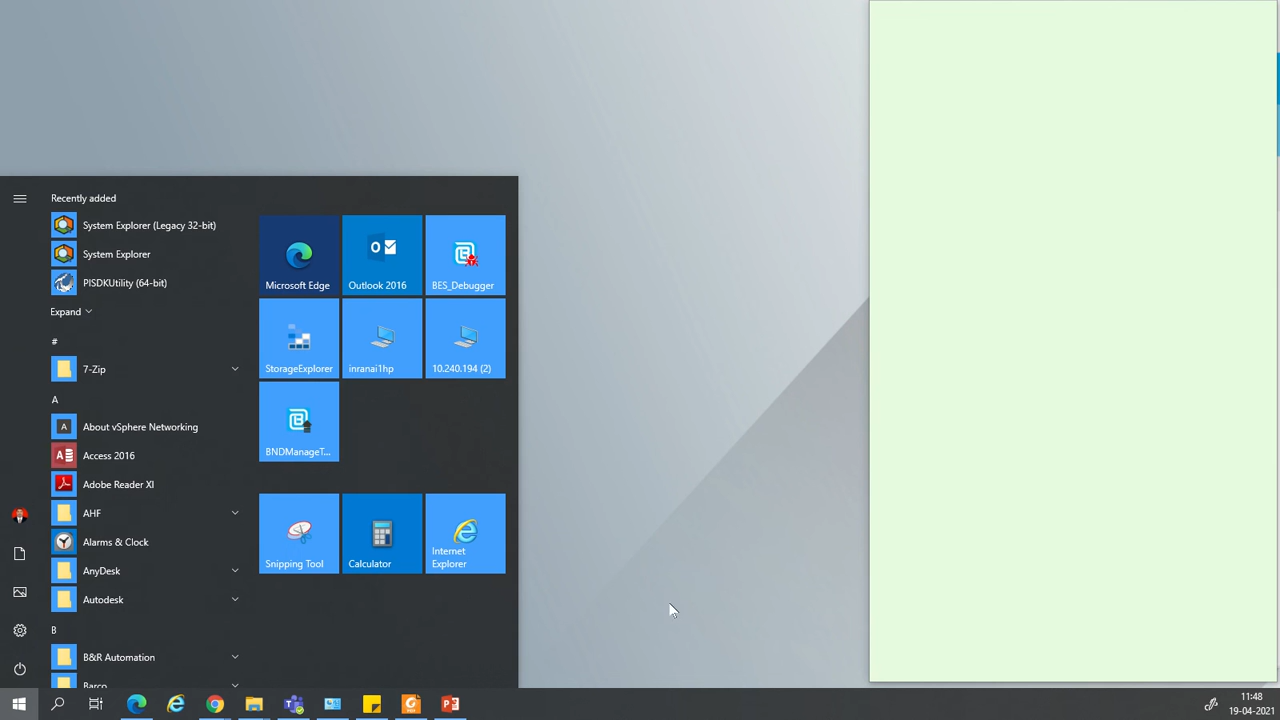 Recently added
System Explorer (Legacy 32-bit)
System Explorer
PISDKUtility (64-bit)
Expand
#
7-Zip
A
About vSphere Networking
Access 2016
Adobe Reader XI
AHF
Alarms & Clock
AnyDesk
Autodesk
B
B&R Automation
Barco
Microsoft Edge
Outlook 2016
BES_Debugger
StorageExplorer
inranai1hp
10.240.194 (2)
BNDManageT...
Snipping Tool
Calculator
Internet
Explorer
11:48
19-04-2021